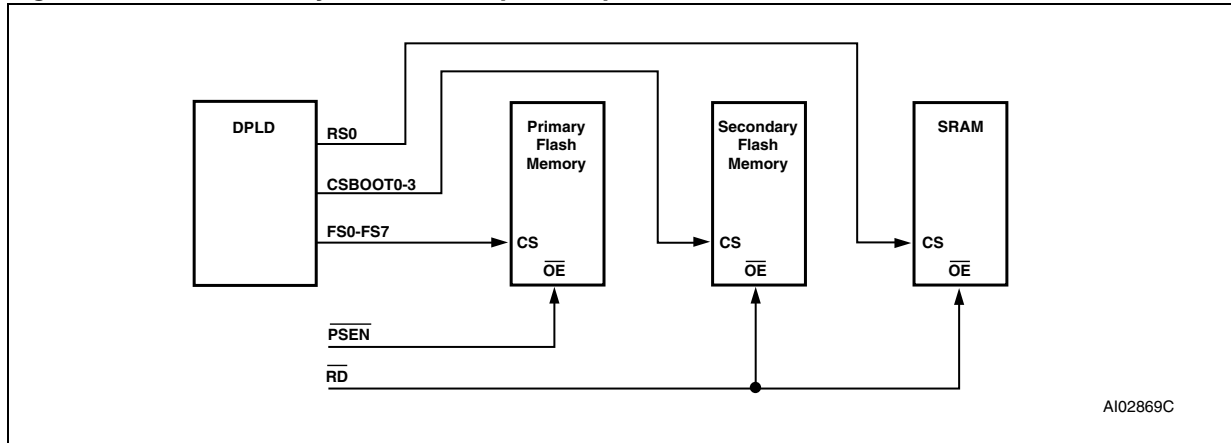 DPLD
RS0
CSBOOT0-3
FS0-FS7
Primary
Flash
Memory
CS
OE
Secondary
Flash
Memory
CS
OE
SRAM
CS
OE
PSEN
RD
AI02869C